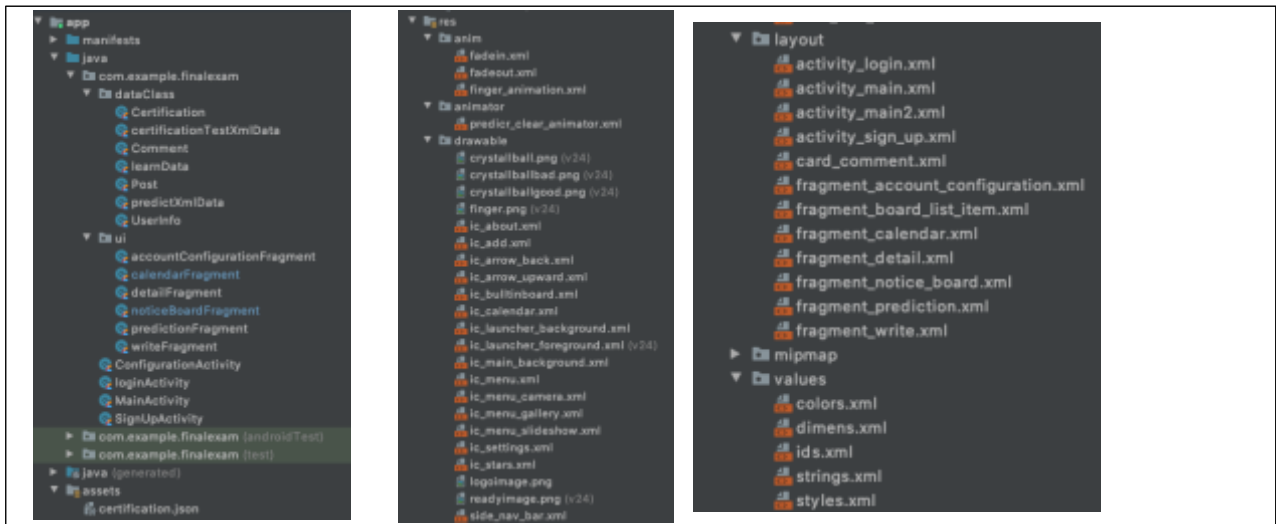 app
manifests
java
com.example.finalexam
dataClass
Certification
certificationTestXmlData
Comment
learnData
Post
predictXmlData
UserInfo
ui
accountConfigurationFragment
calendarFragment
detailFragment
noticeBoardFragment
predictionFragment
writeFragment
ConfigurationActivity
loginActivity
MainActivity
SignUpActivity
com.example.finalexam (androidTest)
com.example.finalexam (test)
java (generated)
assets
certification.json
res
anim
fadein.xml
fadeout.xml
finger_animation.xml
animator
predicr_clear_animator.xml
drawable
crystallball.png (v24)
crystallballbad.png (v24)
crystallballgood.png (v24)
finger.png (v24)
ic_about.xml
ic_add.xml
ic_arrow_back.xml
ic_arrow_upward.xml
ic_bulltinboard.xml
ic_calendar.xml
ic_launcher_background.xml
ic_launcher_foreground.xml (v24)
ic_main_background.xml
ic_menu.xml
ic_menu_camera.xml
ic_menu_gallery.xml
ic_menu_slideshow.xml
ic_settings.xml
ic_stars.xml
logoimage.png
readyimage.png (v24)
side_nav_bar.xml
layout
activity_login.xml
activity_main.xml
activity_main2.xml
activity_sign_up.xml
card_comment.xml
fragment_account_configuration.xml
fragment_board_list_item.xml
fragment_calendar.xml
fragment_detail.xml
fragment_notice_board.xml
fragment_prediction.xml
fragment_write.xml
mipmap
values
colors.xml
dimens.xml
ids.xml
strings.xml
styles.xml